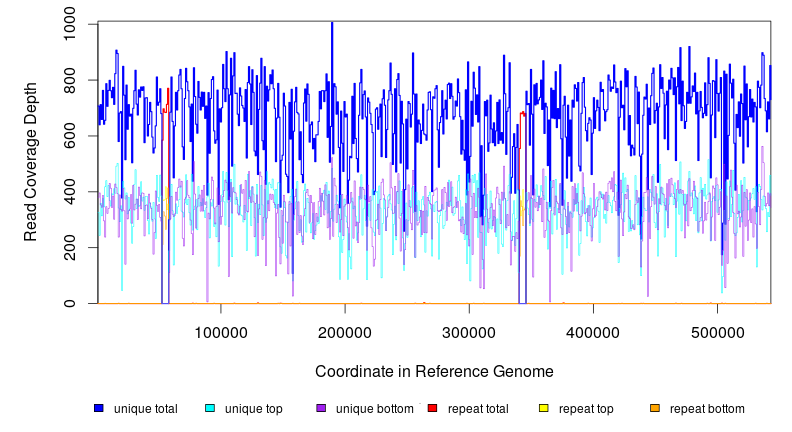 Read Coverage Depth
1000
800
600
400
200
0
100000 200000 300000 400000 500000
Coordinate in Reference Genome
unique total unique top unique bottom repeat total repeat top repeat bottom